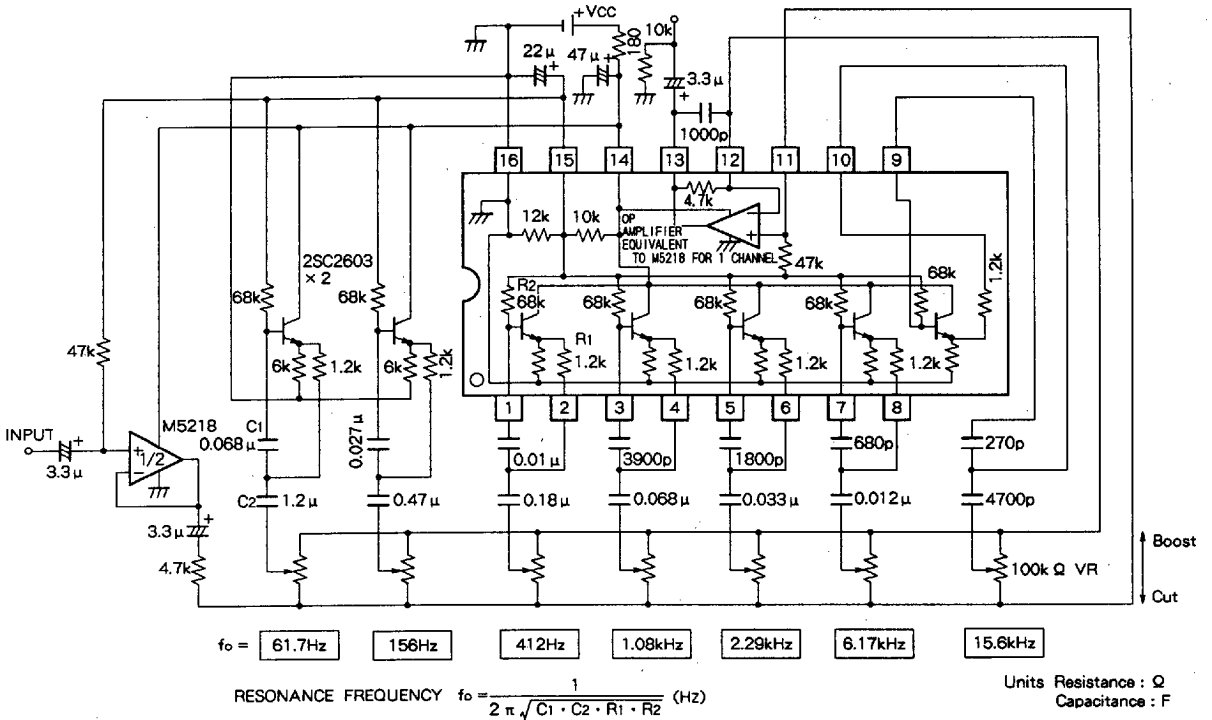 +VCC
180
10k
22µ +
47µ +
3.3µ
+
1000p
16 15 14 13 12 11 10 9
4.7k
12k
10k
OP
AMPLIFIER
EQUIVALENT
TO M5218 FOR 1 CHANNEL
+
−
47k
1.2k
2SC2603
×2
68k
68k
R2
68k
68k
68k
68k
68k
47k
6k
1.2k
6k
1.2k
R1
1.2k
1.2k
1.2k
1.2k
1 2 3 4 5 6 7 8
INPUT
+
3.3µ
M5218
+
1/2
−
C1
0.068µ
0.027µ
0.01µ
3900p
1800p
680p
270p
C2
1.2µ
0.47µ
0.18µ
0.068µ
0.033µ
0.012µ
4700p
3.3µ
+
4.7k
100kΩ VR
Boost
Cut
fo = 61.7Hz 156Hz 412Hz 1.08kHz 2.29kHz 6.17kHz 15.6kHz
RESONANCE FREQUENCY fo = 1 / 2π√C1・C2・R1・R2 (Hz)
Units Resistance : Ω
Capacitance : F